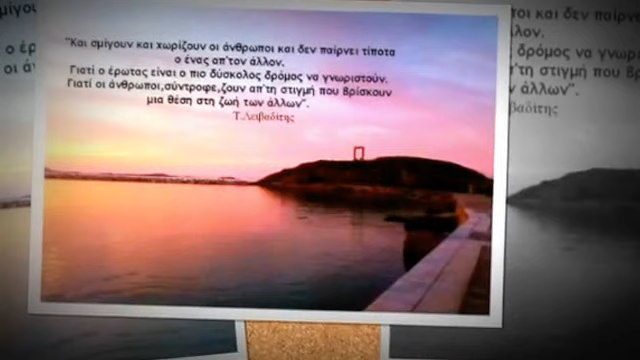 "Και σμίγουν και χωρίζουν οι άνθρωποι και δεν παίρνει τίποτα
ο ένας απ'τον άλλον.
Γιατί ο έρωτας είναι ο πιο δύσκολος δρόμος να γνωριστούν.
Γιατί οι άνθρωποι,σύντροφε,ζουν απ'τη στιγμή που βρίσκουν
μια θέση στη ζωή των άλλων".
Τ.Λειβαδίτης